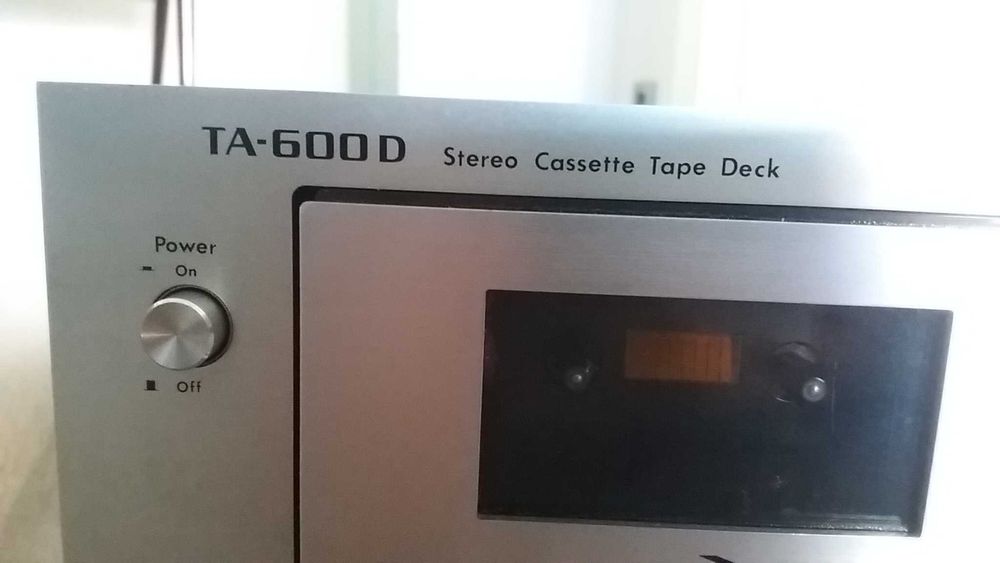 TA-600D Stereo Cassette Tape Deck
Power
On
Off